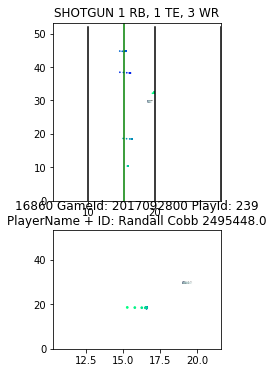 SHOTGUN 1 RB, 1 TE, 3 WR
50
40
30
20
10
0
10 20
16860 GameId: 2017092800 PlayId: 239
PlayerName + ID: Randall Cobb 2495448.0
40
20
0
12.5 15.0 17.5 20.0